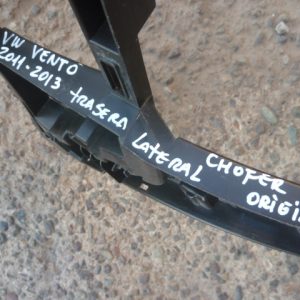 VW VENTO
2011-2013 trasera
LATERAL CHOFER
ORIGI